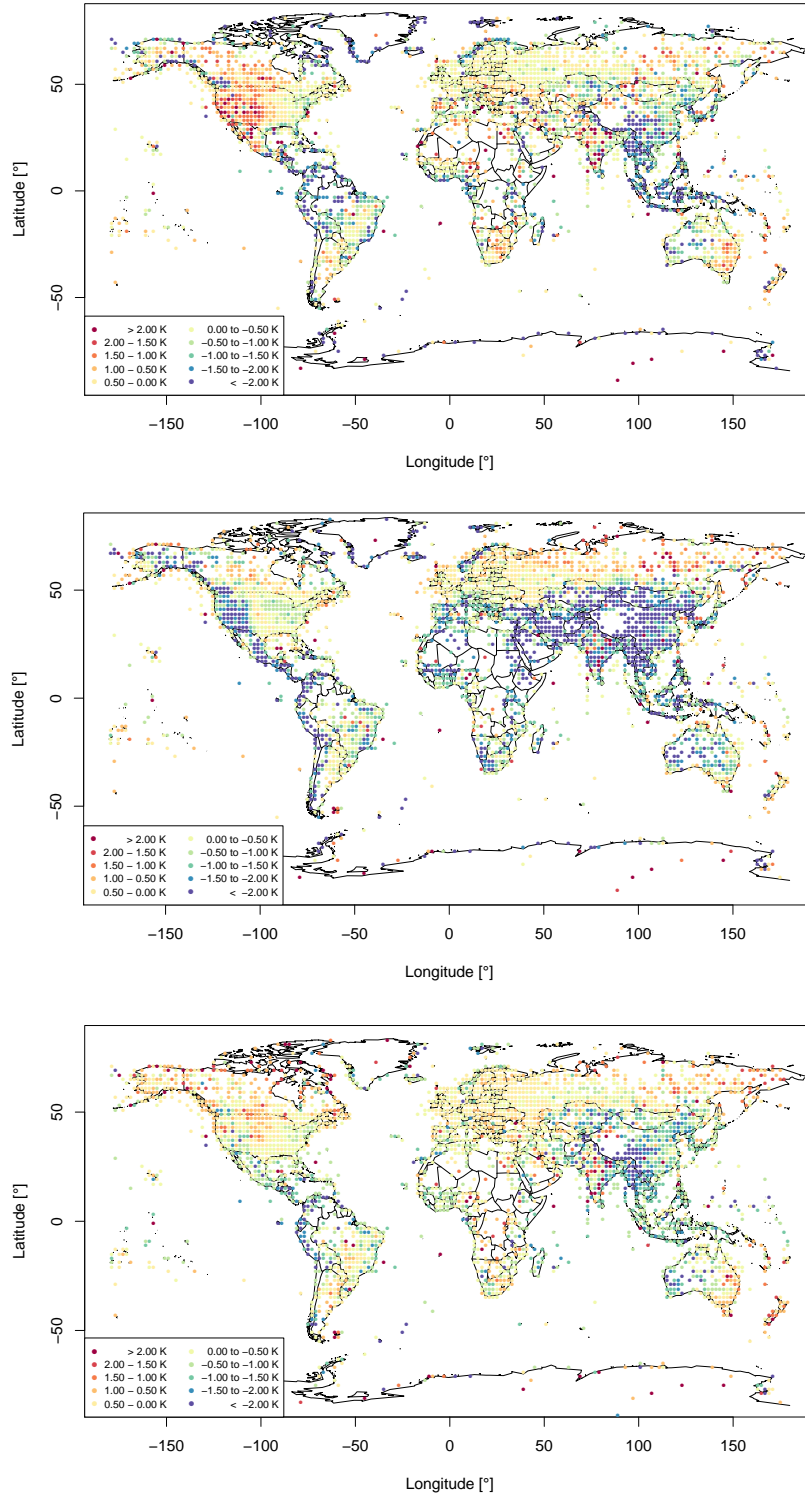 50
0
−50
Latitude [°]
> 2.00 K 0.00 to −0.50 K
2.00 − 1.50 K −0.50 to −1.00 K
1.50 − 1.00 K −1.00 to −1.50 K
1.00 − 0.50 K −1.50 to −2.00 K
0.50 − 0.00 K < −2.00 K
−150 −100 −50 0 50 100 150
Longitude [°]
50
0
−50
Latitude [°]
> 2.00 K 0.00 to −0.50 K
2.00 − 1.50 K −0.50 to −1.00 K
1.50 − 1.00 K −1.00 to −1.50 K
1.00 − 0.50 K −1.50 to −2.00 K
0.50 − 0.00 K < −2.00 K
−150 −100 −50 0 50 100 150
Longitude [°]
50
0
−50
Latitude [°]
> 2.00 K 0.00 to −0.50 K
2.00 − 1.50 K −0.50 to −1.00 K
1.50 − 1.00 K −1.00 to −1.50 K
1.00 − 0.50 K −1.50 to −2.00 K
0.50 − 0.00 K < −2.00 K
−150 −100 −50 0 50 100 150
Longitude [°]